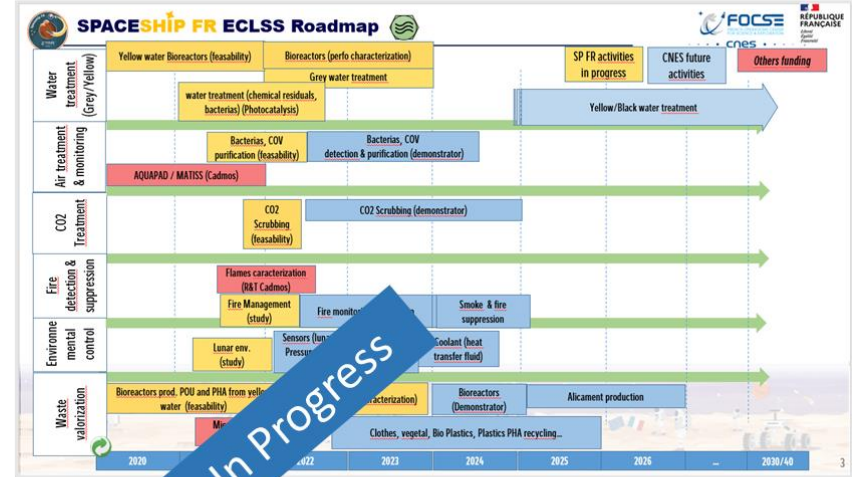 SPACESHIP FR ECLSS Roadmap
FOCSE
cnes
RÉPUBLIQUE
FRANÇAISE
Water
treatment
(Grey/Yellow)
Yellow water Bioreactors (feasability)
Bioreactors (perfo characterization)
Grey water treatment
water treatment (chemical residuals,
bacterias) (Photocatalysis)
SP FR activities
in progress
CNES future
activities
Others funding
Yellow/Black water treatment
Air treatment
& monitoring
Bacterias, COV
purification (feasability)
Bacterias, COV
detection & purification (demonstrator)
AQUAPAD / MATISS (Cadmos)
CO2
Treatment
CO2
Scrubbing
(feasability)
CO2 Scrubbing (demonstrator)
Fire
detection &
suppression
Flames caracterization
(R&T Cadmos)
Fire Management
(study)
Fire
Smoke & fire
suppression
Environne
mental
control
Lunar env.
(study)
Sensors
Coolant (heat
transfer fluid)
Waste
valorization
Bioreactors prod. POU and PHA from
water (feasability)
Bioreactors
(Demonstrator)
Alicament production
Clothes, vegetal, Bio Plastics, Plastics PHA recycling...
In Progress
2020
2023
2024
2025
2026
...
2030/40
3